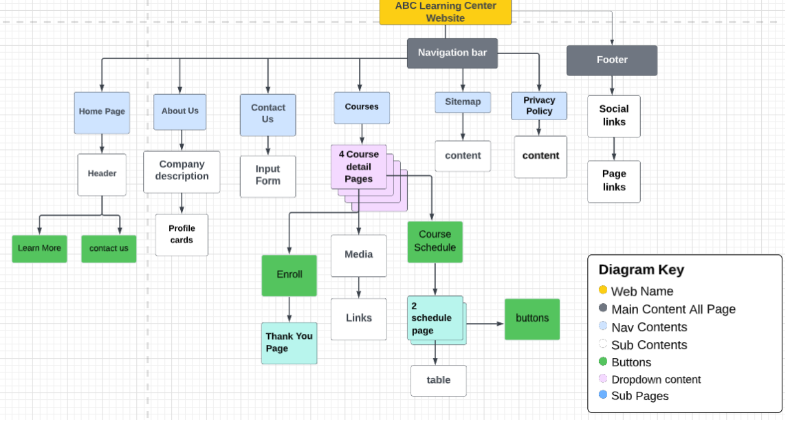 ABC Learning Center
Website
Navigation bar
Footer
Home Page
About Us
Contact
Us
Courses
Sitemap
Privacy
Policy
Social
links
Header
Company
description
Input
Form
4 Course
detail
Pages
content
content
Page
links
Learn More
contact us
Profile
cards
Enroll
Media
Course
Schedule
Thank You
Page
Links
2
schedule
page
buttons
table
Diagram Key
Web Name
Main Content All Page
Nav Contents
Sub Contents
Buttons
Dropdown content
Sub Pages